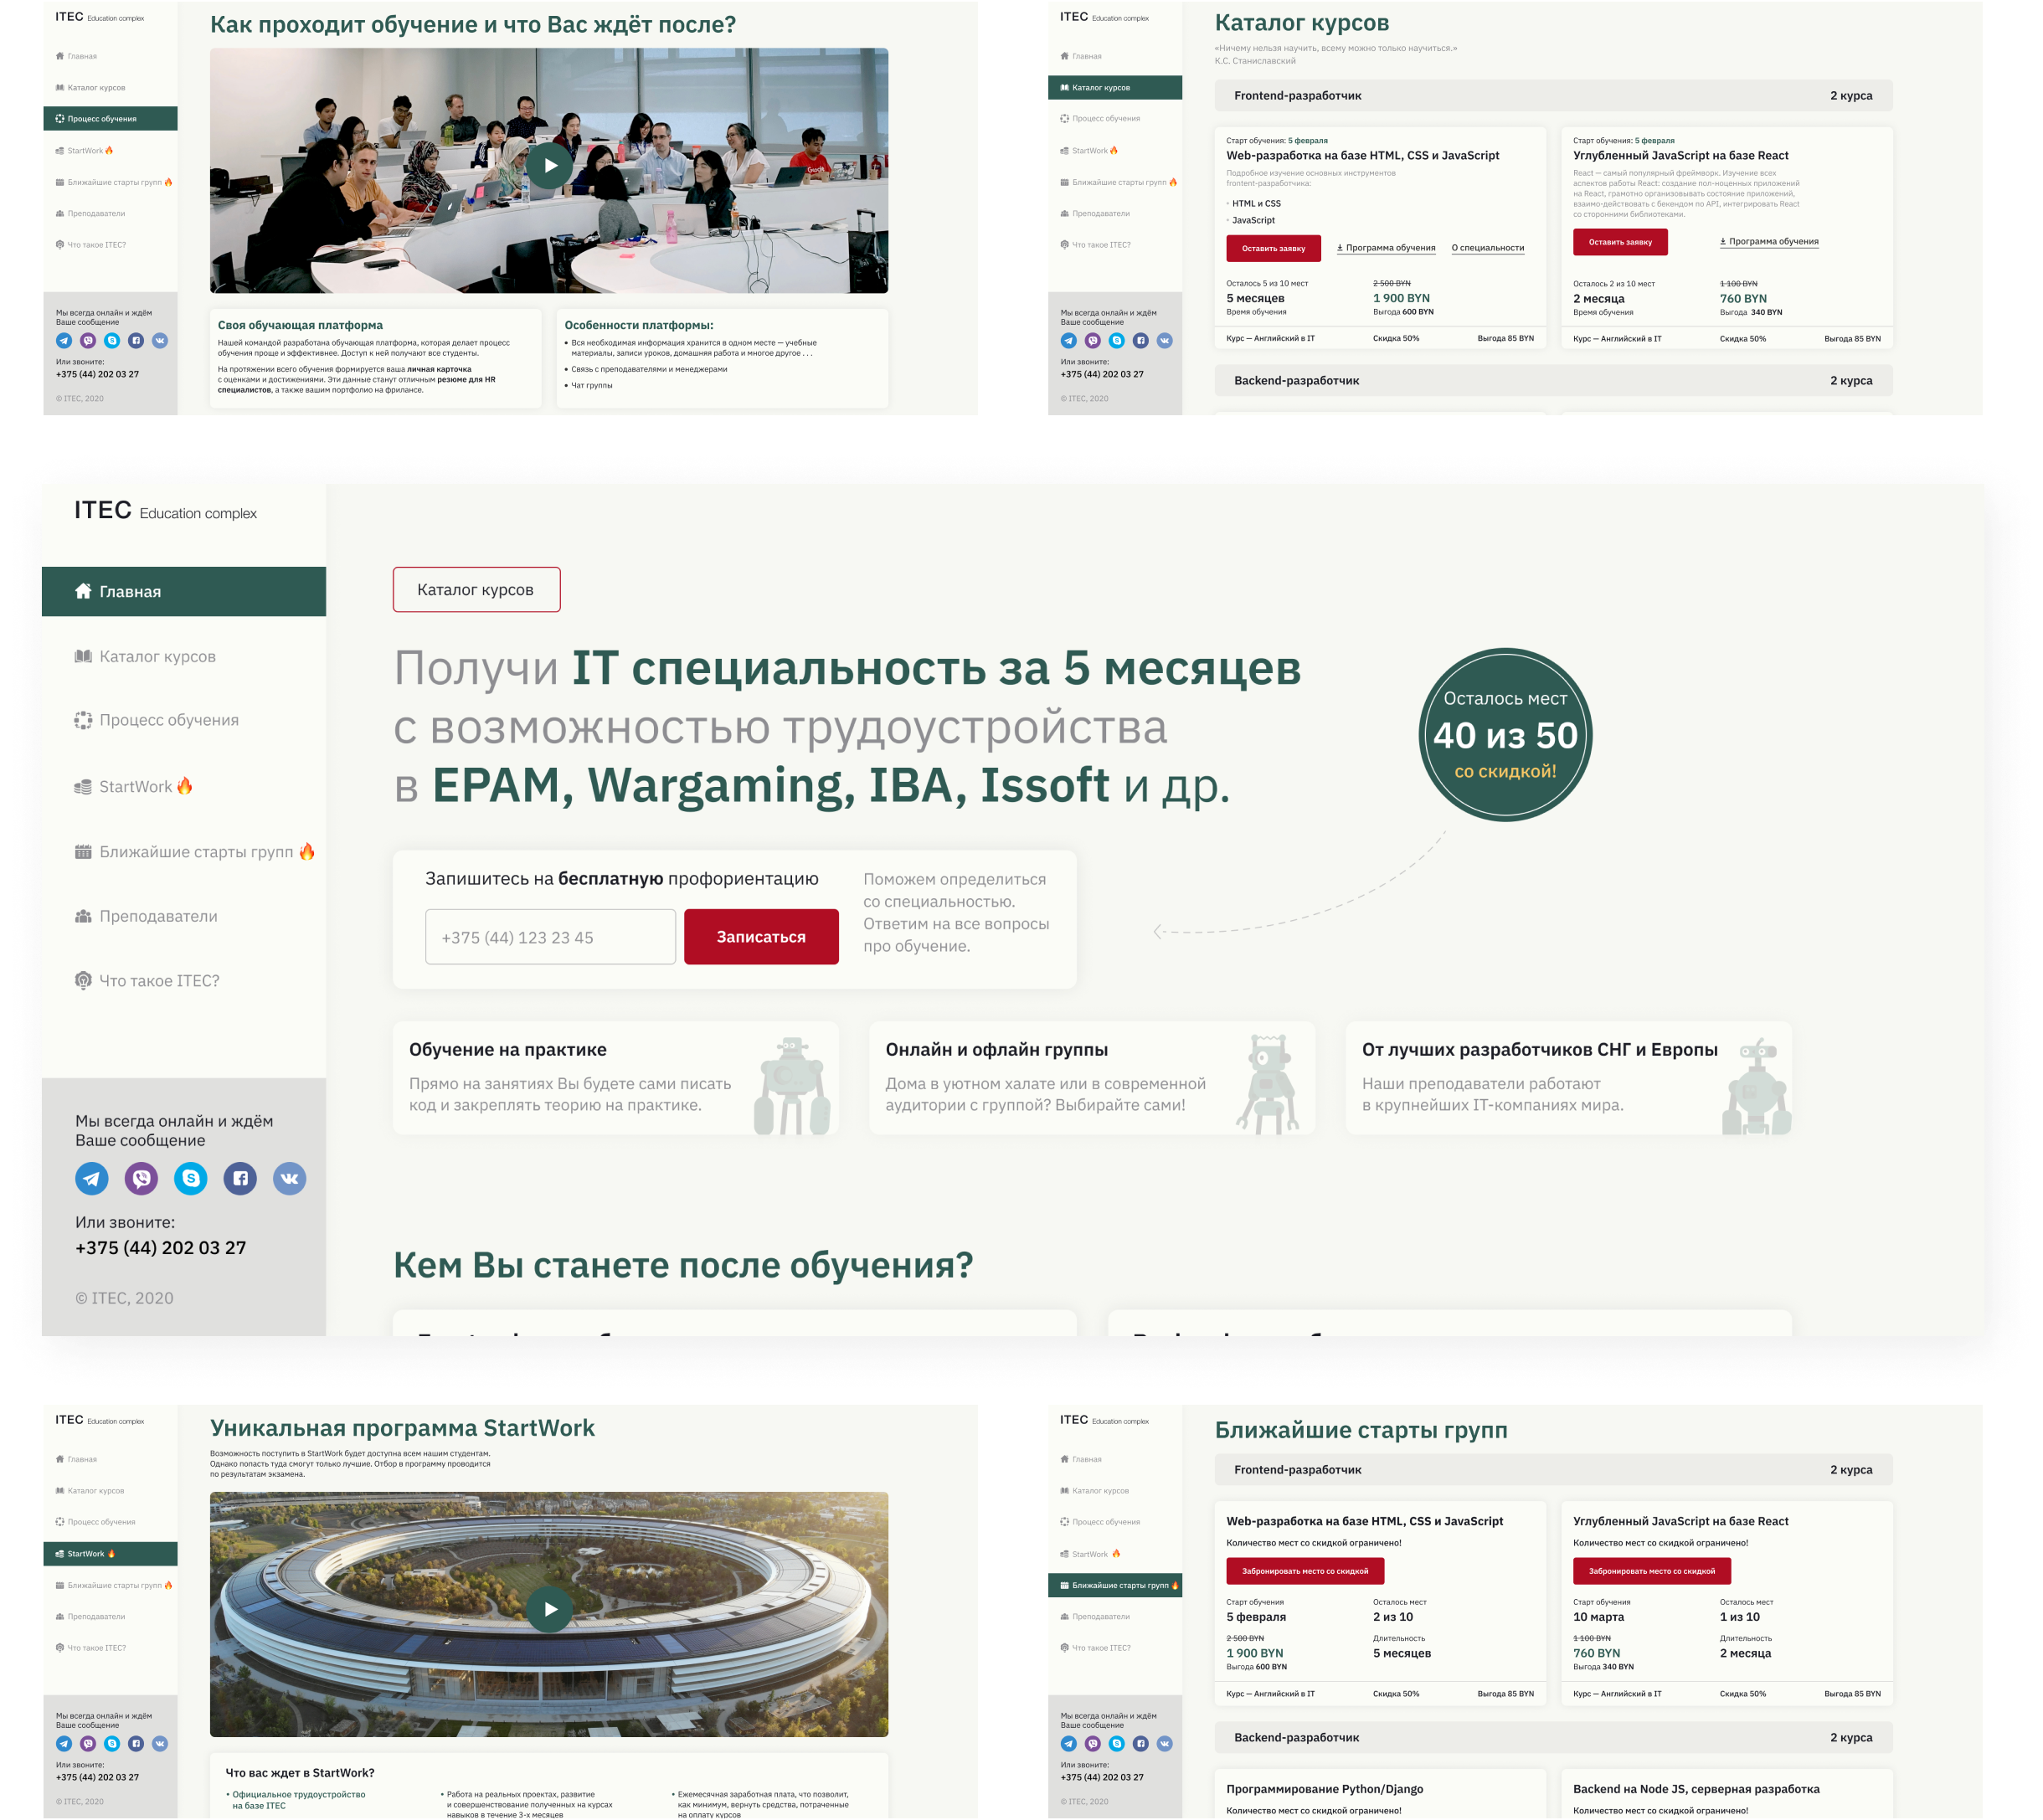 ITEC Education complex
Главная
Каталог курсов
Процесс обучения
StartWork
Ближайшие старты групп
Преподаватели
Что такое ITEC?
Мы всегда онлайн и ждём
Ваше сообщение
Или звоните:
+375 (44) 202 03 27
© ITEC, 2020
Как проходит обучение и что Вас ждёт после?
Своя обучающая платформа
Нашей командой разработана обучающая платформа, которая делает процесс
обучения проще и эффективнее. Доступ к ней получают все студенты.
На протяжении всего обучения формируется ваша личная карточка
с оценками и достижениями. Эти данные станут отличным резюме для HR
специалистов, а также вашим портфолио на фрилансе.
Особенности платформы:
• Вся необходимая информация хранится в одном месте — учебные
материалы, записи уроков, домашняя работа и многое другое . . .
• Связь с преподавателями и менеджерами
• Чат группы
ITEC Education complex
Главная
Каталог курсов
Процесс обучения
StartWork
Ближайшие старты групп
Преподаватели
Что такое ITEC?
Мы всегда онлайн и ждём
Ваше сообщение
Или звоните:
+375 (44) 202 03 27
© ITEC, 2020
Каталог курсов
«Ничему нельзя научить, всему можно только научиться.»
К.С. Станиславский
Frontend-разработчик 2 курса
Старт обучения: 5 февраля
Web-разработка на базе HTML, CSS и JavaScript
Подробное изучение основных инструментов
frontent-разработчика:
• HTML и CSS
• JavaScript
Оставить заявку Программа обучения О специальности
Осталось 5 из 10 мест 2 500 BYN
5 месяцев 1 900 BYN
Время обучения Выгода 600 BYN
Курс — Английский в IT Скидка 50% Выгода 85 BYN
Старт обучения: 5 февраля
Углубленный JavaScript на базе React
React — самый популярный фреймворк. Изучение всех
аспектов работы React: создание пол-ноценных приложений
на React, грамотно организовывать состояние приложений,
взаимо-действовать с бекендом по API, интегрировать React
со сторонними библиотеками.
Оставить заявку Программа обучения
Осталось 2 из 10 мест 1 100 BYN
2 месяца 760 BYN
Время обучения Выгода 340 BYN
Курс — Английский в IT Скидка 50% Выгода 85 BYN
Backend-разработчик 2 курса
ITEC Education complex
Главная
Каталог курсов
Процесс обучения
StartWork
Ближайшие старты групп
Преподаватели
Что такое ITEC?
Мы всегда онлайн и ждём
Ваше сообщение
Или звоните:
+375 (44) 202 03 27
© ITEC, 2020
Каталог курсов
Получи IT специальность за 5 месяцев
с возможностью трудоустройства
в EPAM, Wargaming, IBA, Issoft и др.
Осталось мест
40 из 50
со скидкой!
Запишитесь на бесплатную профориентацию
+375 (44) 123 23 45 Записаться
Поможем определиться
со специальностью.
Ответим на все вопросы
про обучение.
Обучение на практике
Прямо на занятиях Вы будете сами писать
код и закреплять теорию на практике.
Онлайн и офлайн группы
Дома в уютном халате или в современной
аудитории с группой? Выбирайте сами!
От лучших разработчиков СНГ и Европы
Наши преподаватели работают
в крупнейших IT-компаниях мира.
Кем Вы станете после обучения?
ITEC Education complex
Главная
Каталог курсов
Процесс обучения
StartWork
Ближайшие старты групп
Преподаватели
Что такое ITEC?
Мы всегда онлайн и ждём
Ваше сообщение
Или звоните:
+375 (44) 202 03 27
© ITEC, 2020
Уникальная программа StartWork
Возможность поступить в StartWork будет доступна всем нашим студентам.
Однако попасть туда смогут только лучшие. Отбор в программу проводится
по результатам экзамена.
Что вас ждет в StartWork?
• Официальное трудоустройство
на базе ITEC
• Работа на реальных проектах, развитие
и совершенствование полученных на курсах
навыков в течение 3-х месяцев
• Ежемесячная заработная плата, что позволит,
как минимум, вернуть средства, потраченные
на оплату курсов
ITEC Education complex
Главная
Каталог курсов
Процесс обучения
StartWork
Ближайшие старты групп
Преподаватели
Что такое ITEC?
Мы всегда онлайн и ждём
Ваше сообщение
Или звоните:
+375 (44) 202 03 27
© ITEC, 2020
Ближайшие старты групп
Frontend-разработчик 2 курса
Web-разработка на базе HTML, CSS и JavaScript
Количество мест со скидкой ограничено!
Забронировать место со скидкой
Старт обучения Осталось мест
5 февраля 2 из 10
2 500 BYN Длительность
1 900 BYN 5 месяцев
Выгода 600 BYN
Курс — Английский в IT Скидка 50% Выгода 85 BYN
Углубленный JavaScript на базе React
Количество мест со скидкой ограничено!
Забронировать место со скидкой
Старт обучения Осталось мест
10 марта 1 из 10
1 100 BYN Длительность
760 BYN 2 месяца
Выгода 340 BYN
Курс — Английский в IT Скидка 50% Выгода 85 BYN
Backend-разработчик 2 курса
Программирование Python/Django
Количество мест со скидкой ограничено!
Backend на Node JS, серверная разработка
Количество мест со скидкой ограничено!